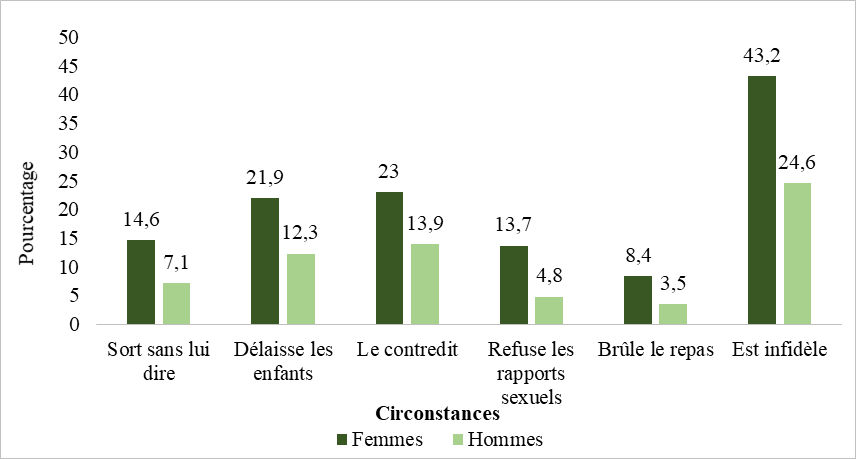 50
45
40
35
30
25
20
15
10
5
0
Pourcentage
14,6
7,1
21,9
12,3
23
13,9
13,7
4,8
8,4
3,5
43,2
24,6
Sort sans lui
dire
Délaisse les
enfants
Le contredit
Refuse les
rapports
sexuels
Brûle le repas
Est infidèle
Circonstances
Femmes
Hommes